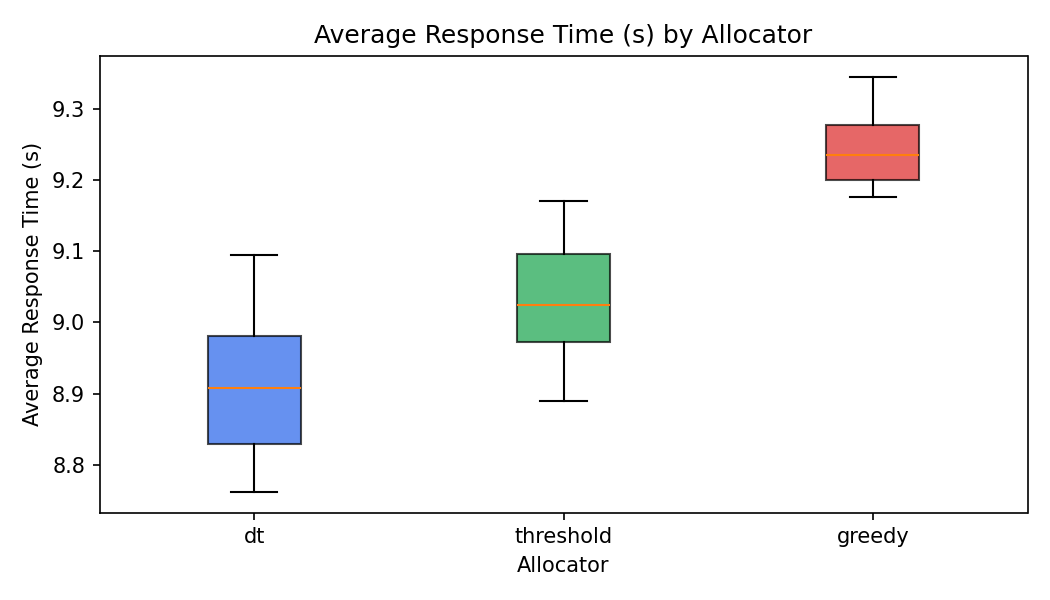 Average Response Time (s) by Allocator
Average Response Time (s)
9.3
9.2
9.1
9.0
8.9
8.8
dt
threshold
greedy
Allocator